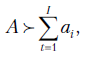 A ≻ ∑_{t=1}^{I} a_i,